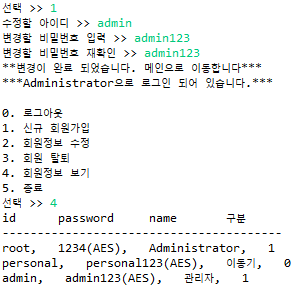 선택 >> 1
수정할 아이디 >> admin
변경할 비밀번호 입력 >> admin123
변경할 비밀번호 재확인 >> admin123
**변경이 완료 되었습니다. 메인으로 이동합니다***
***Administrator으로 로그인 되어 있습니다.***
0. 로그아웃
1. 신규 회원가입
2. 회원정보 수정
3. 회원 탈퇴
4. 회원정보 보기
5. 종료
선택 >> 4
id password name 구분
----------------------------------------
root, 1234(AES), Administrator, 1
personal, personal123(AES), 이동기, 0
admin, admin123(AES), 관리자, 1